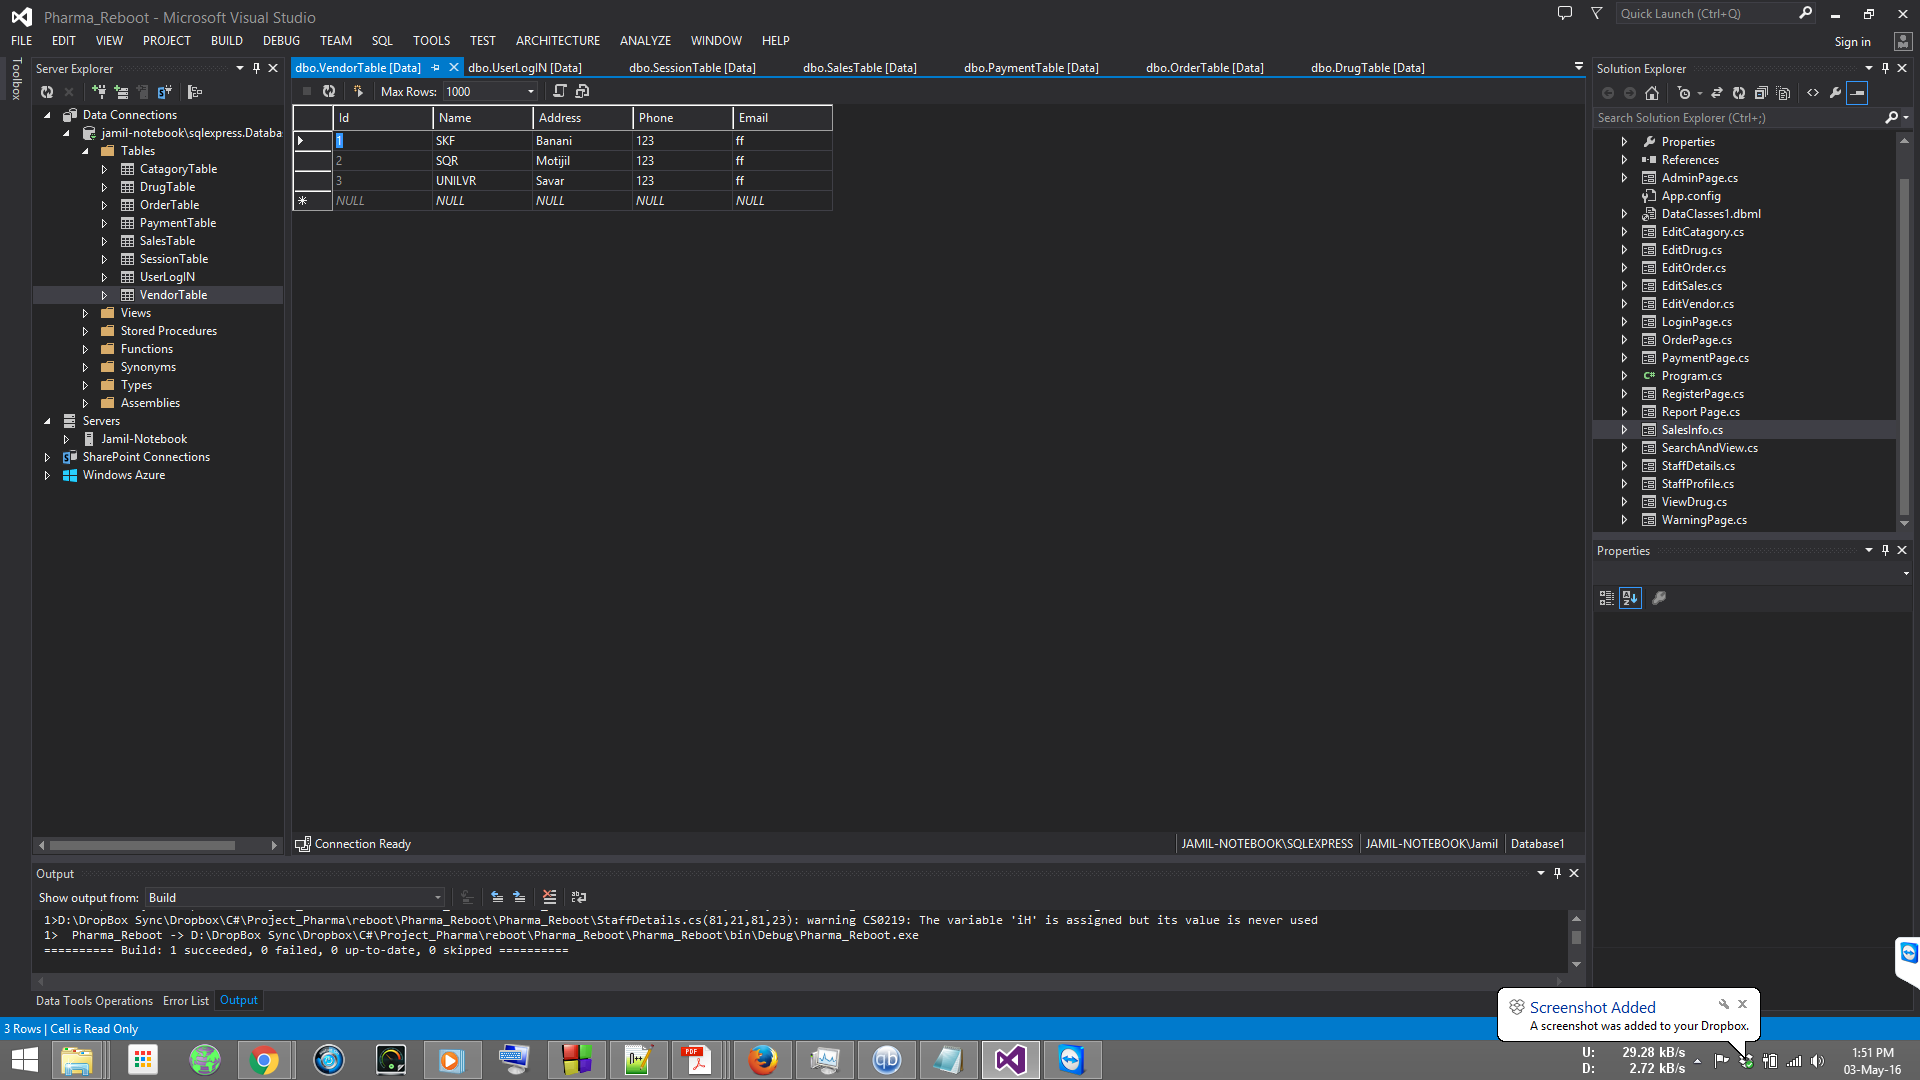 Pharma_Reboot - Microsoft Visual Studio
Quick Launch (Ctrl+Q)
FILE EDIT VIEW PROJECT BUILD DEBUG TEAM SQL TOOLS TEST ARCHITECTURE ANALYZE WINDOW HELP
Sign in
Toolbox
Server Explorer
Data Connections
jamil-notebook\sqlexpress.Databa
Tables
CatagoryTable
DrugTable
OrderTable
PaymentTable
SalesTable
SessionTable
UserLogIN
VendorTable
Views
Stored Procedures
Functions
Synonyms
Types
Assemblies
Servers
Jamil-Notebook
SharePoint Connections
Windows Azure
dbo.VendorTable [Data] dbo.UserLogIN [Data] dbo.SessionTable [Data] dbo.SalesTable [Data] dbo.PaymentTable [Data] dbo.OrderTable [Data] dbo.DrugTable [Data]
Max Rows: 1000
Id Name Address Phone Email
1 SKF Banani 123 ff
2 SQR Motijil 123 ff
3 UNILVR Savar 123 ff
NULL NULL NULL NULL NULL
Connection Ready
JAMIL-NOTEBOOK\SQLEXPRESS JAMIL-NOTEBOOK\Jamil Database1
Solution Explorer
Search Solution Explorer (Ctrl+;)
Properties
References
AdminPage.cs
App.config
DataClasses1.dbml
EditCatagory.cs
EditDrug.cs
EditOrder.cs
EditSales.cs
EditVendor.cs
LoginPage.cs
OrderPage.cs
PaymentPage.cs
C# Program.cs
RegisterPage.cs
Report Page.cs
SalesInfo.cs
SearchAndView.cs
StaffDetails.cs
StaffProfile.cs
ViewDrug.cs
WarningPage.cs
Properties
Output
Show output from: Build
1>D:\DropBox Sync\Dropbox\C#\Project_Pharma\reboot\Pharma_Reboot\Pharma_Reboot\StaffDetails.cs(81,21,81,23): warning CS0219: The variable 'iH' is assigned but its value is never used
1>  Pharma_Reboot -> D:\DropBox Sync\Dropbox\C#\Project_Pharma\reboot\Pharma_Reboot\Pharma_Reboot\bin\Debug\Pharma_Reboot.exe
========== Build: 1 succeeded, 0 failed, 0 up-to-date, 0 skipped ==========
Data Tools Operations Error List Output
3 Rows | Cell is Read Only
Screenshot Added
A screenshot was added to your Dropbox.
U: 29.28 kB/s
D: 2.72 kB/s
1:51 PM
03-May-16